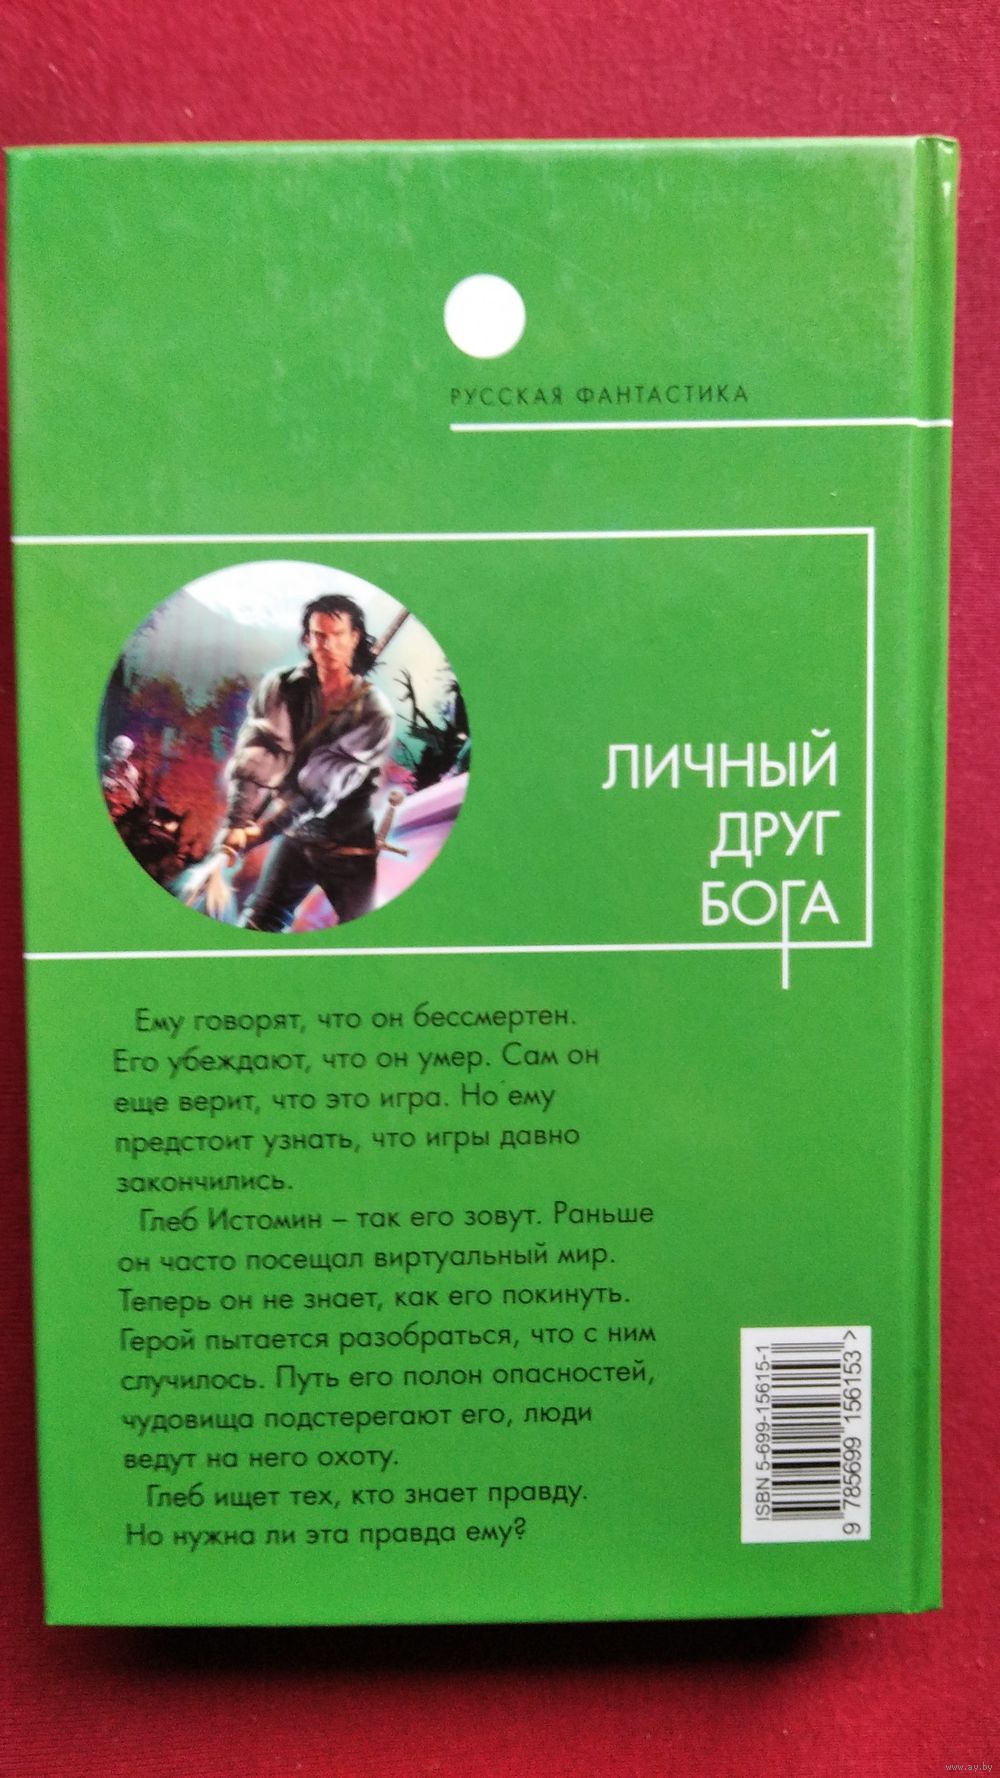 РУССКАЯ ФАНТАСТИКА
ЛИЧНЫЙ
ДРУГ
БОГА
Ему говорят, что он бессмертен.
Его убеждают, что он умер. Сам он
еще верит, что это игра. Но ему
предстоит узнать, что игры давно
закончились.
Глеб Истомин – так его зовут. Раньше
он часто посещал виртуальный мир.
Теперь он не знает, как его покинуть.
Герой пытается разобраться, что с ним
случилось. Путь его полон опасностей,
чудовища подстерегают его, люди
ведут на него охоту.
Глеб ищет тех, кто знает правду.
Но нужна ли эта правда ему?
ISBN 5-699-15615-1
9 785699 156153 >
www.ay.by